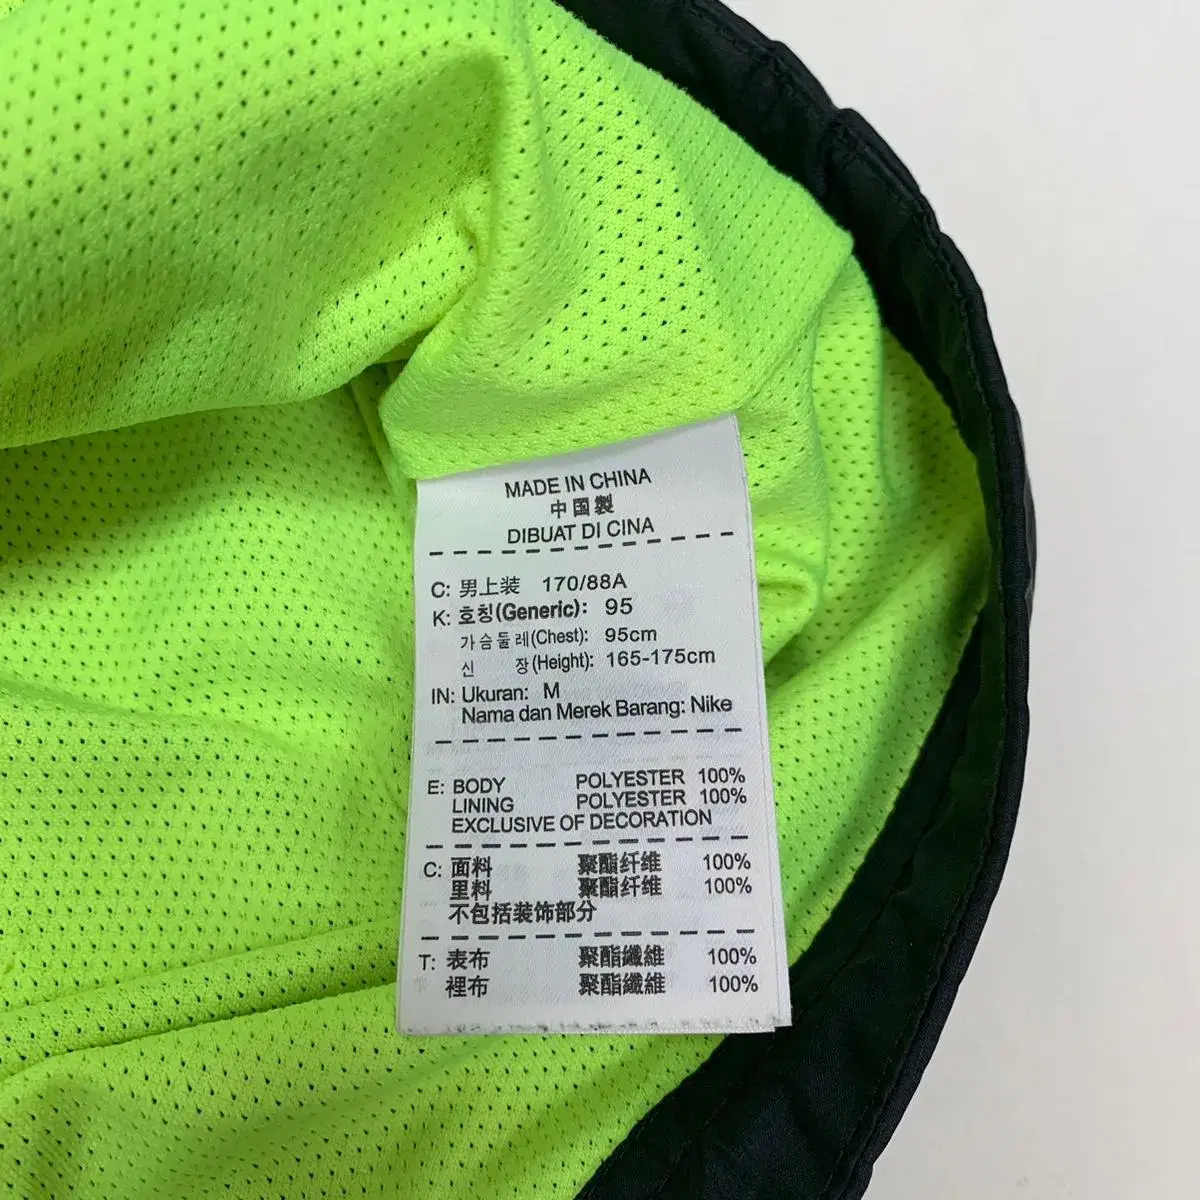 MADE IN CHINA
中国製
DIBUAT DI CINA
C: 男上装 170/88A
K: 호칭(Generic): 95
가슴둘레(Chest): 95cm
신 장(Height): 165-175cm
IN: Ukuran: M
Nama dan Merek Barang: Nike
E: BODY POLYESTER 100%
LINING POLYESTER 100%
EXCLUSIVE OF DECORATION
C: 面料 聚酯纤维 100%
里料 聚酯纤维 100%
不包括装饰部分
T: 表布 聚酯纖維 100%
裡布 聚酯纖維 100%